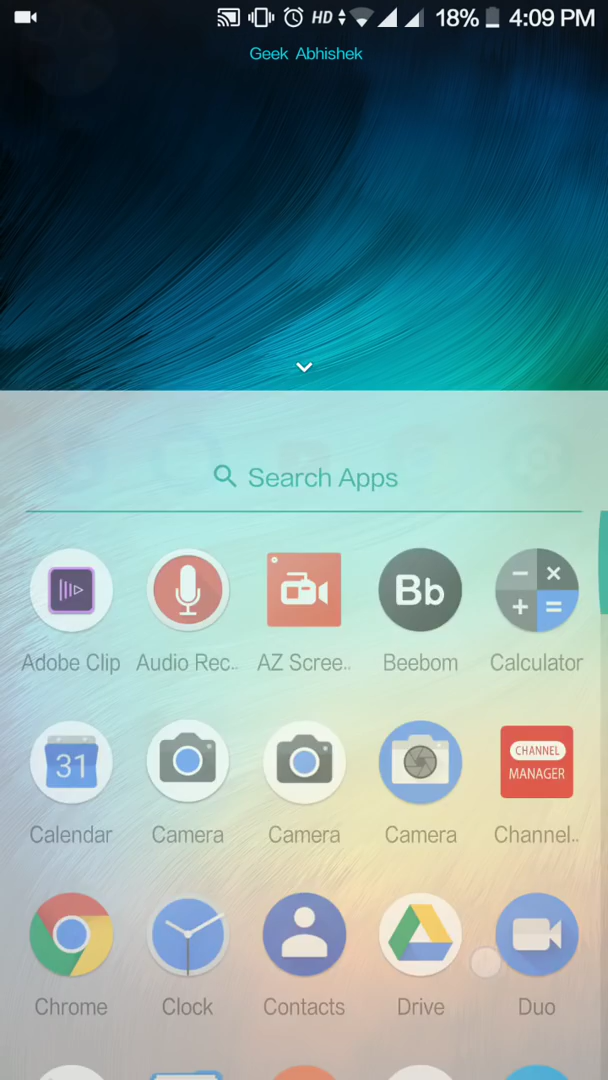 HD 18% 4:09 PM
Geek Abhishek
Search Apps
Bb
Adobe Clip Audio Rec.. AZ Scree.. Beebom Calculator
31 CHANNEL
MANAGER
Calendar Camera Camera Camera Channel..
Chrome Clock Contacts Drive Duo